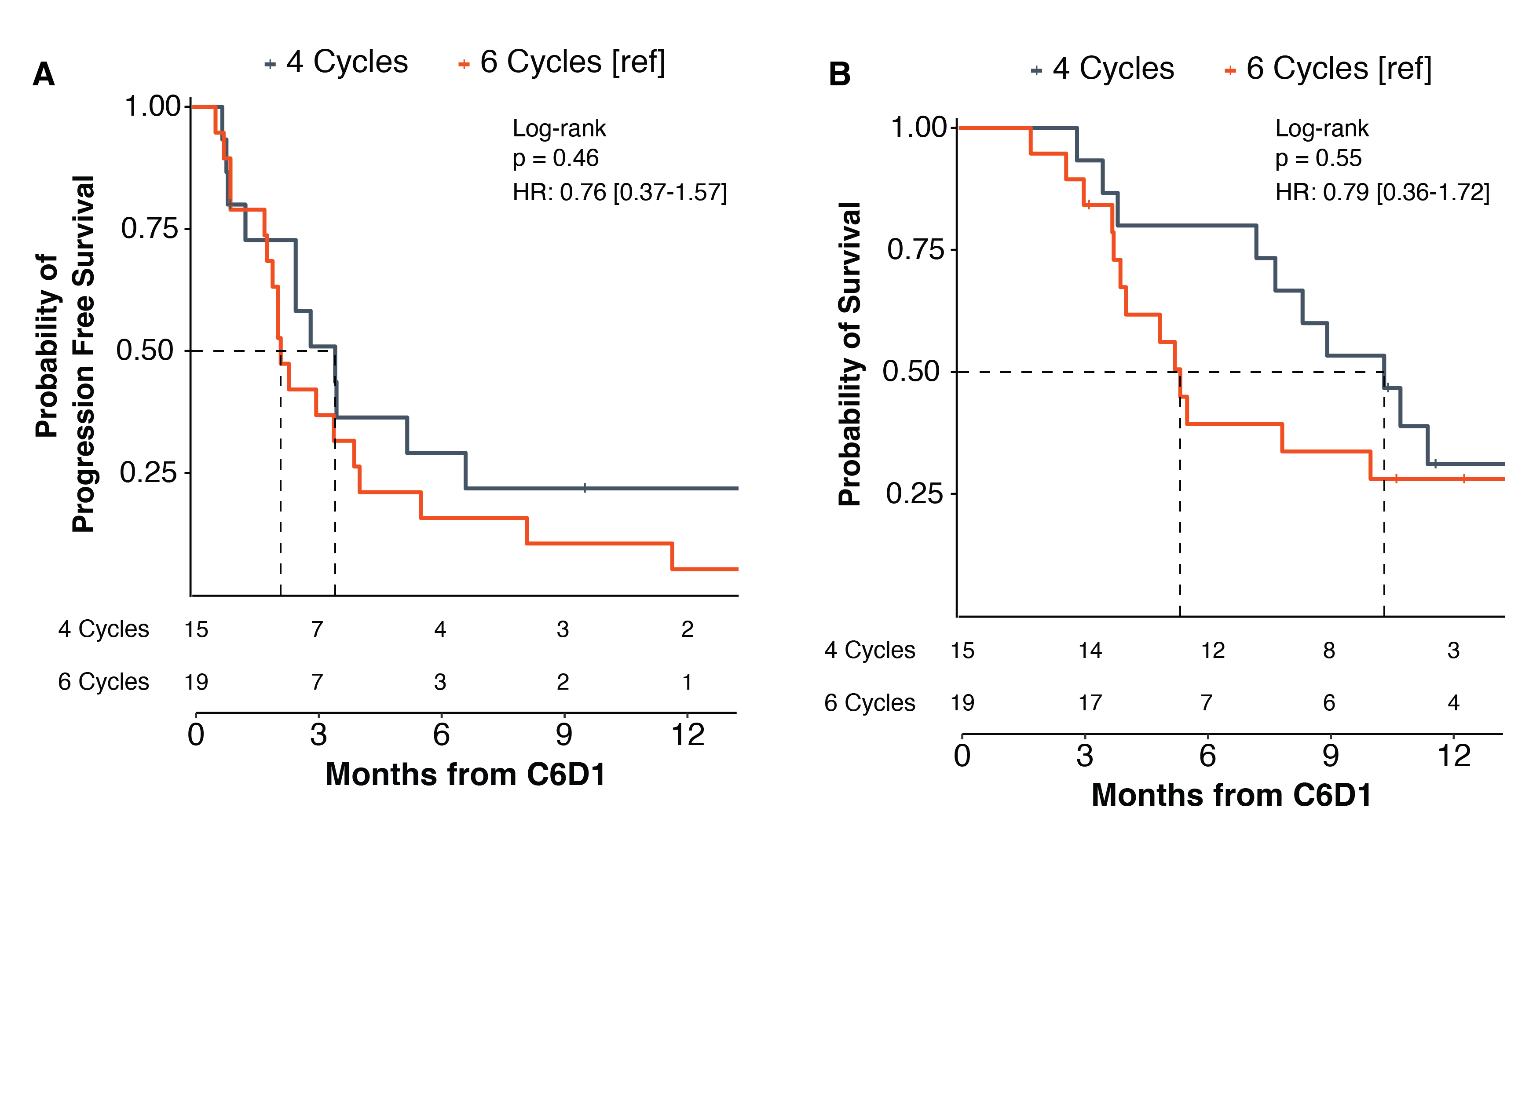 A
4 Cycles 6 Cycles [ref]
1.00
0.75
0.50
0.25
Probability of
Progression Free Survival
Log-rank
p = 0.46
HR: 0.76 [0.37-1.57]
4 Cycles 15 7 4 3 2
6 Cycles 19 7 3 2 1
0 3 6 9 12
Months from C6D1
B
4 Cycles 6 Cycles [ref]
1.00
0.75
0.50
0.25
Probability of Survival
Log-rank
p = 0.55
HR: 0.79 [0.36-1.72]
4 Cycles 15 14 12 8 3
6 Cycles 19 17 7 6 4
0 3 6 9 12
Months from C6D1